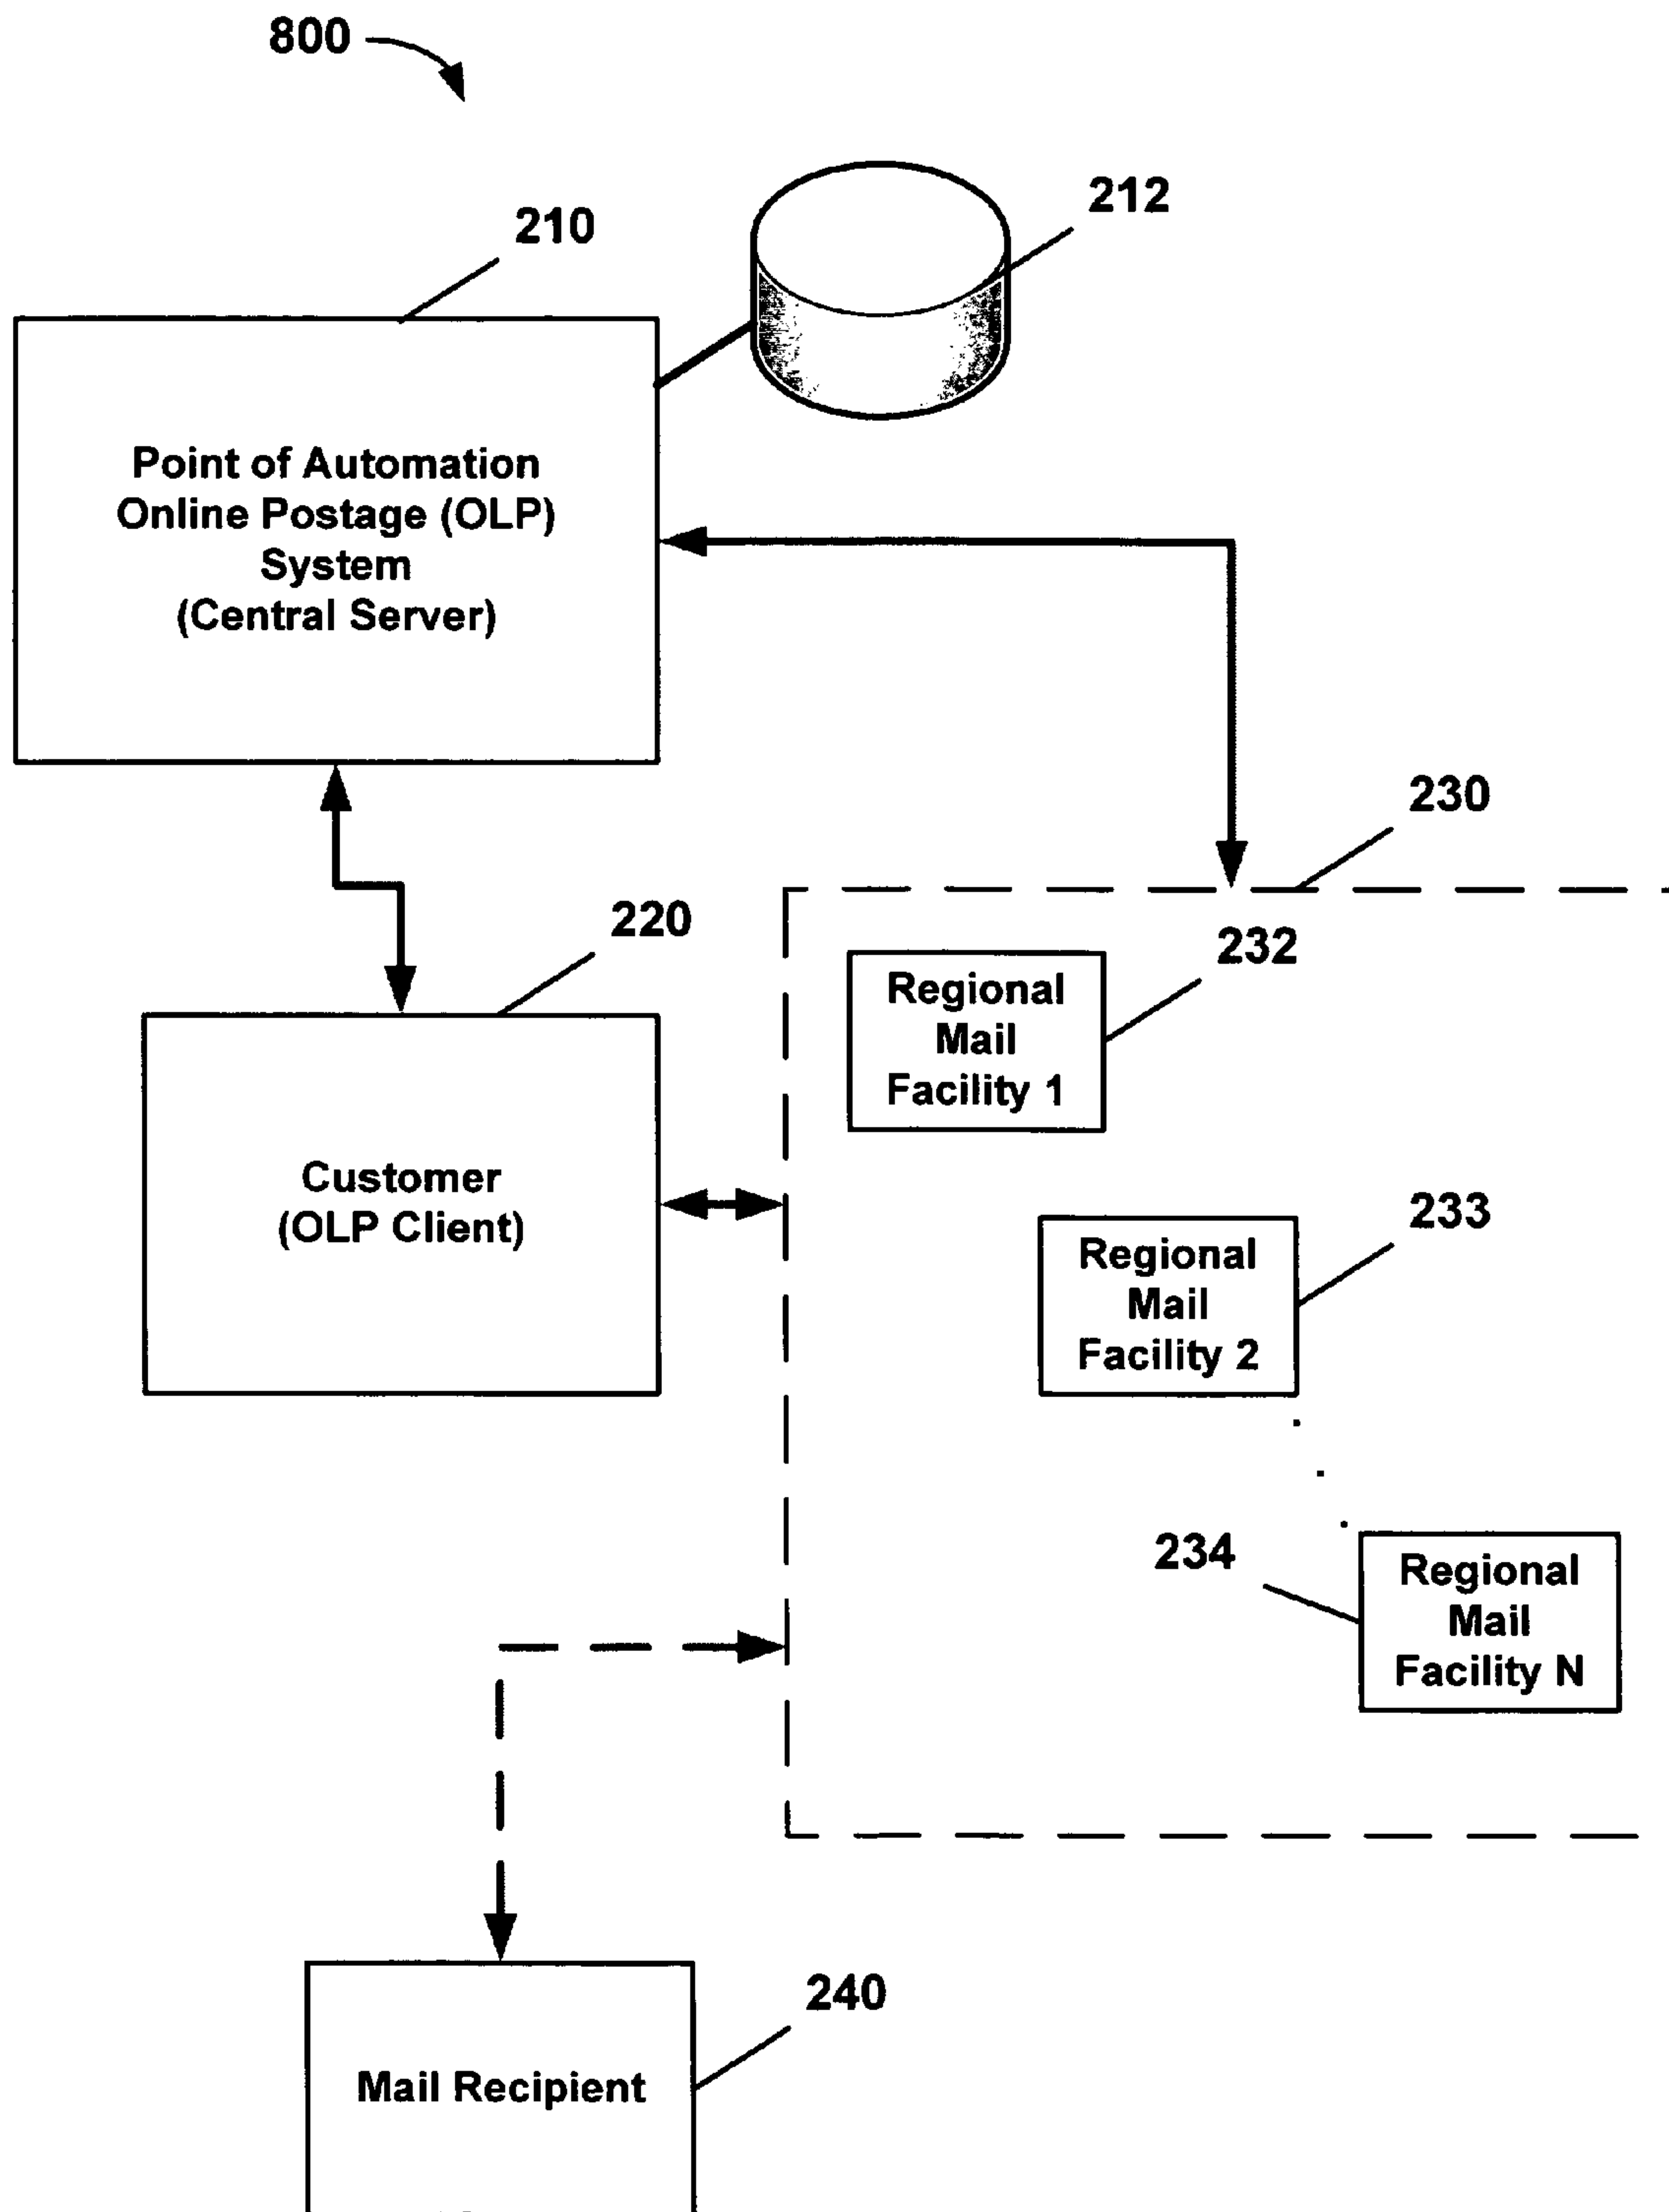 800
212
210
Point of Automation
Online Postage (OLP)
System
(Central Server)
230
220
232
Regional
Mail
Facility 1
Customer
(OLP Client)
233
Regional
Mail
Facility 2
234
Regional
Mail
Facility N
240
Mail Recipient